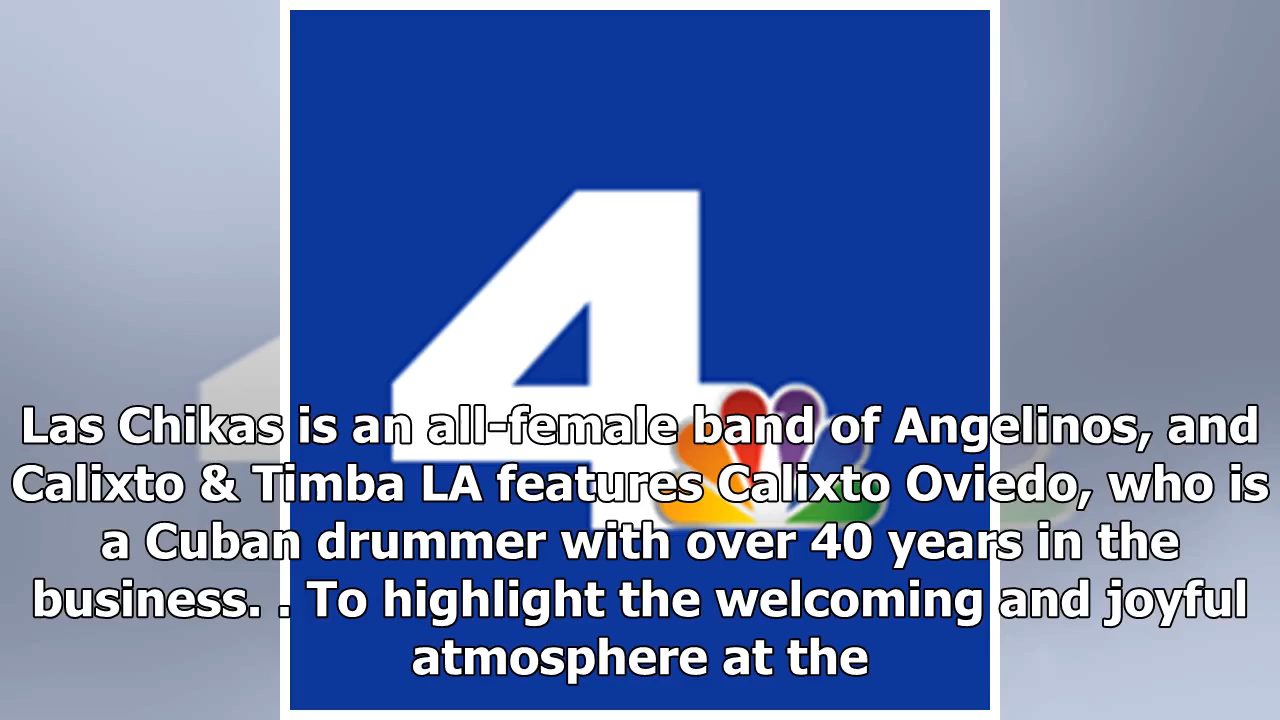 4
Las Chikas is an all-female band of Angelinos, and
Calixto & Timba LA features Calixto Oviedo, who is
a Cuban drummer with over 40 years in the
business. . To highlight the welcoming and joyful
atmosphere at the